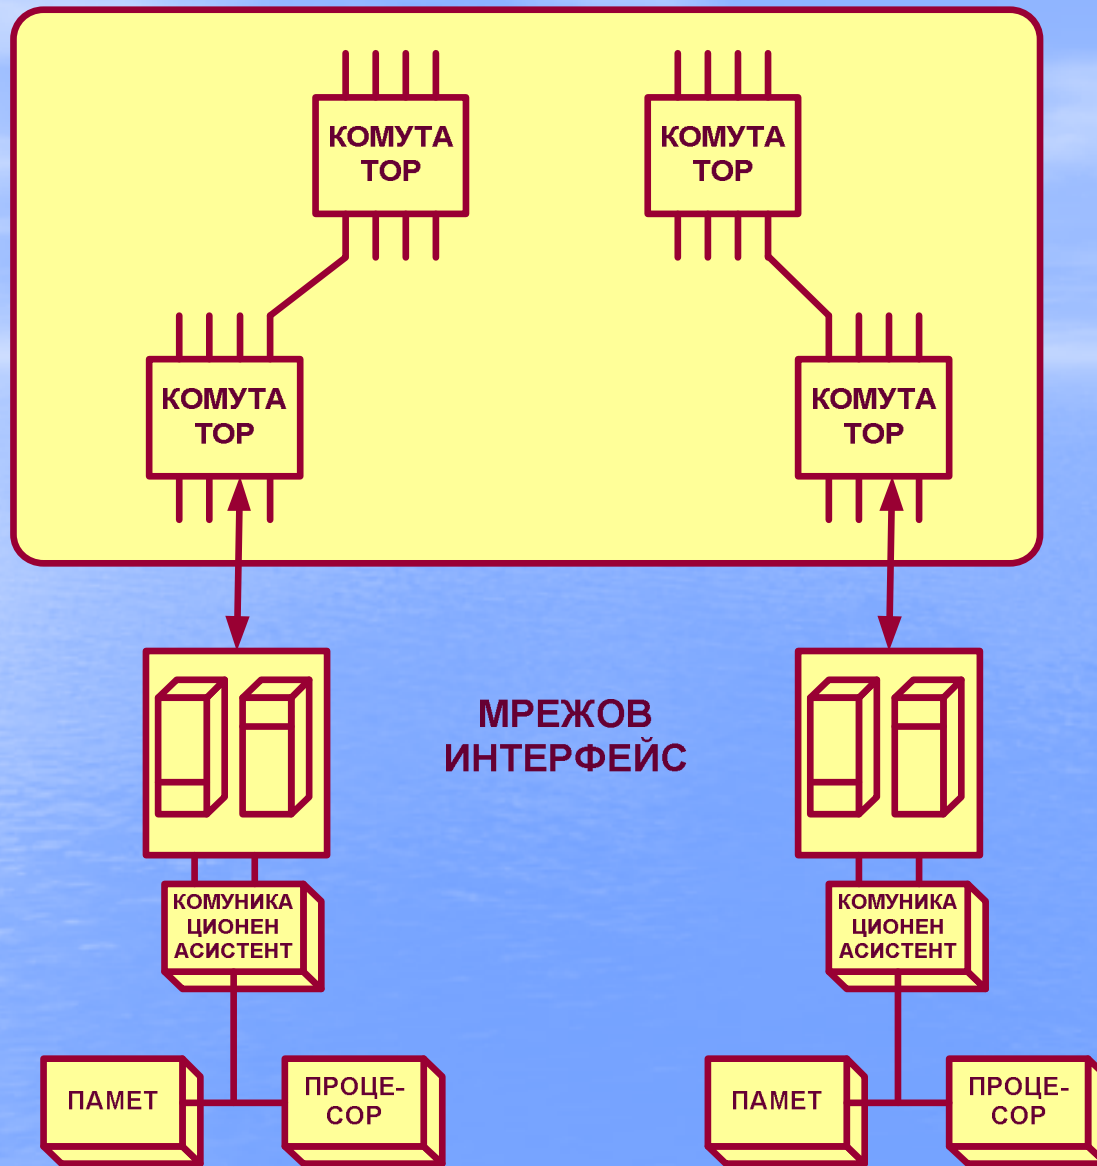 КОМУТА
ТОР
КОМУТА
ТОР
КОМУТА
ТОР
КОМУТА
ТОР
МРЕЖОВ
ИНТЕРФЕЙС
КОМУНИКА
ЦИОНЕН
АСИСТЕНТ
КОМУНИКА
ЦИОНЕН
АСИСТЕНТ
ПАМЕТ
ПРОЦЕ-
СОР
ПАМЕТ
ПРОЦЕ-
СОР